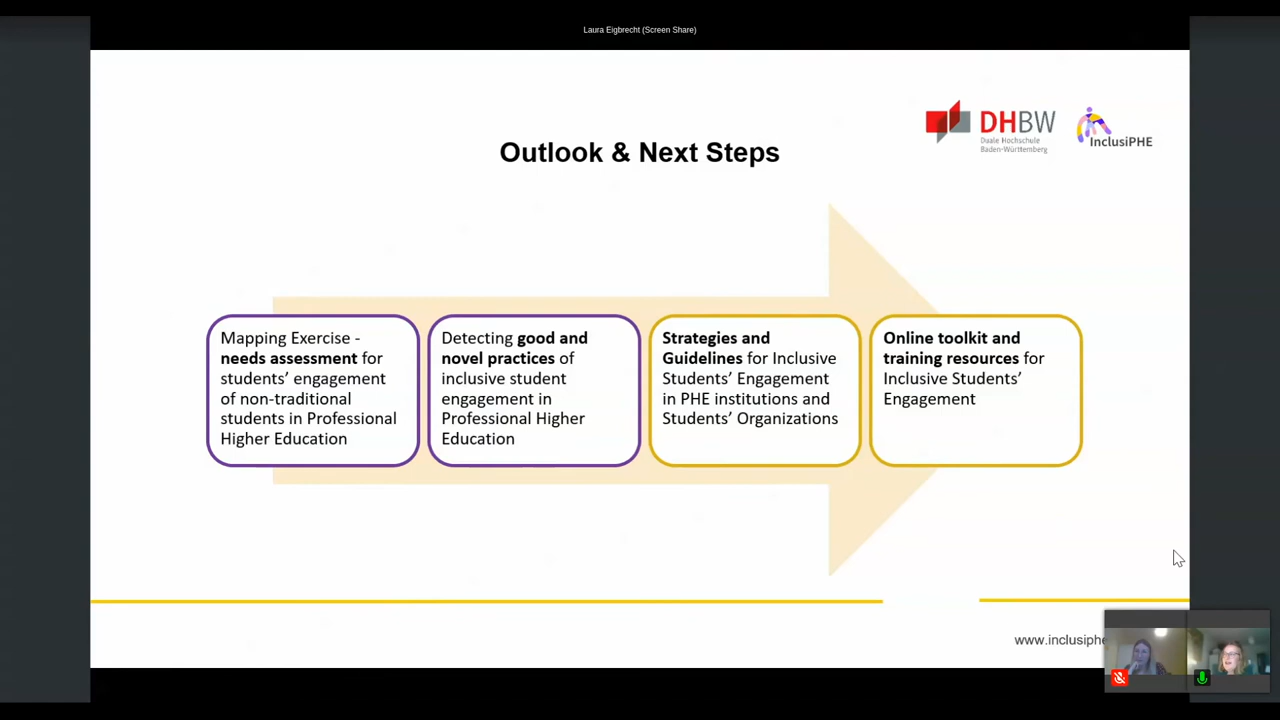 Laura Eigbrecht (Screen Share)
DHBW
Duale Hochschule
Baden-Württemberg
InclusiPHE
Outlook & Next Steps
Mapping Exercise -
needs assessment for
students’ engagement
of non-traditional
students in Professional
Higher Education
Detecting good and
novel practices of
inclusive student
engagement in
Professional Higher
Education
Strategies and
Guidelines for Inclusive
Students’ Engagement
in PHE institutions and
Students’ Organizations
Online toolkit and
training resources for
Inclusive Students’
Engagement
www.inclusiphe